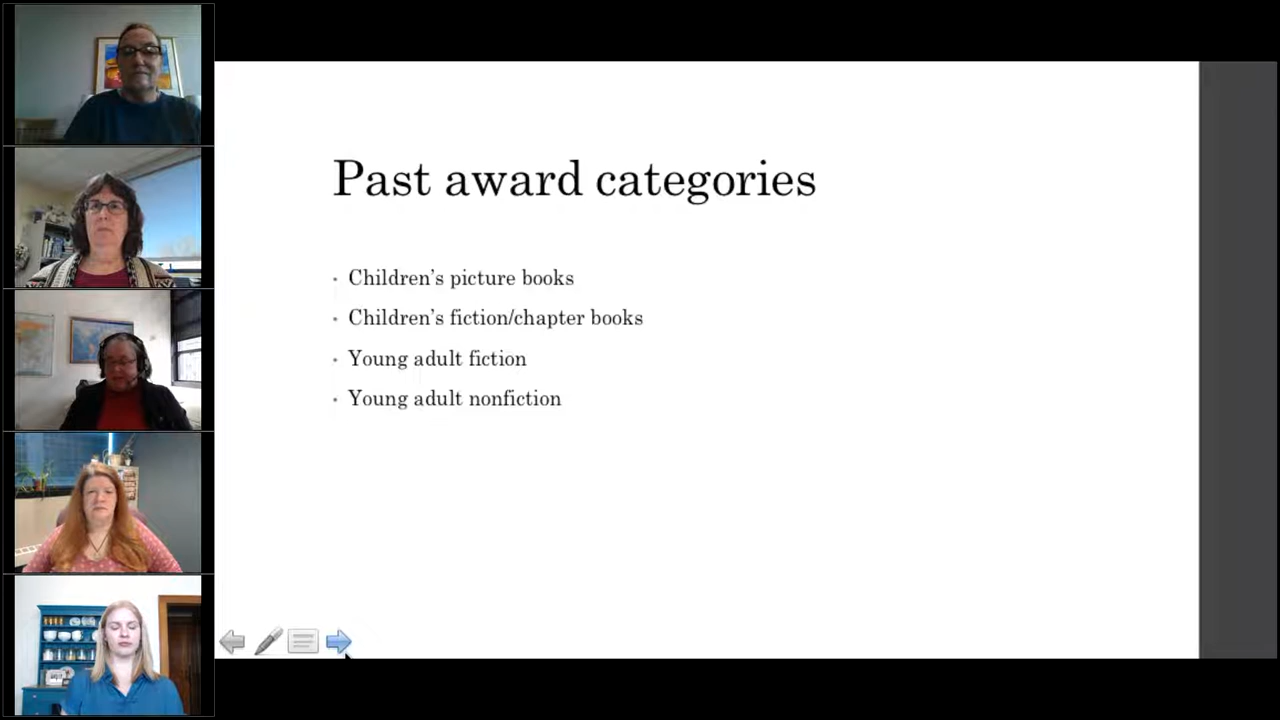 Past award categories
· Children’s picture books
· Children’s fiction/chapter books
· Young adult fiction
· Young adult nonfiction